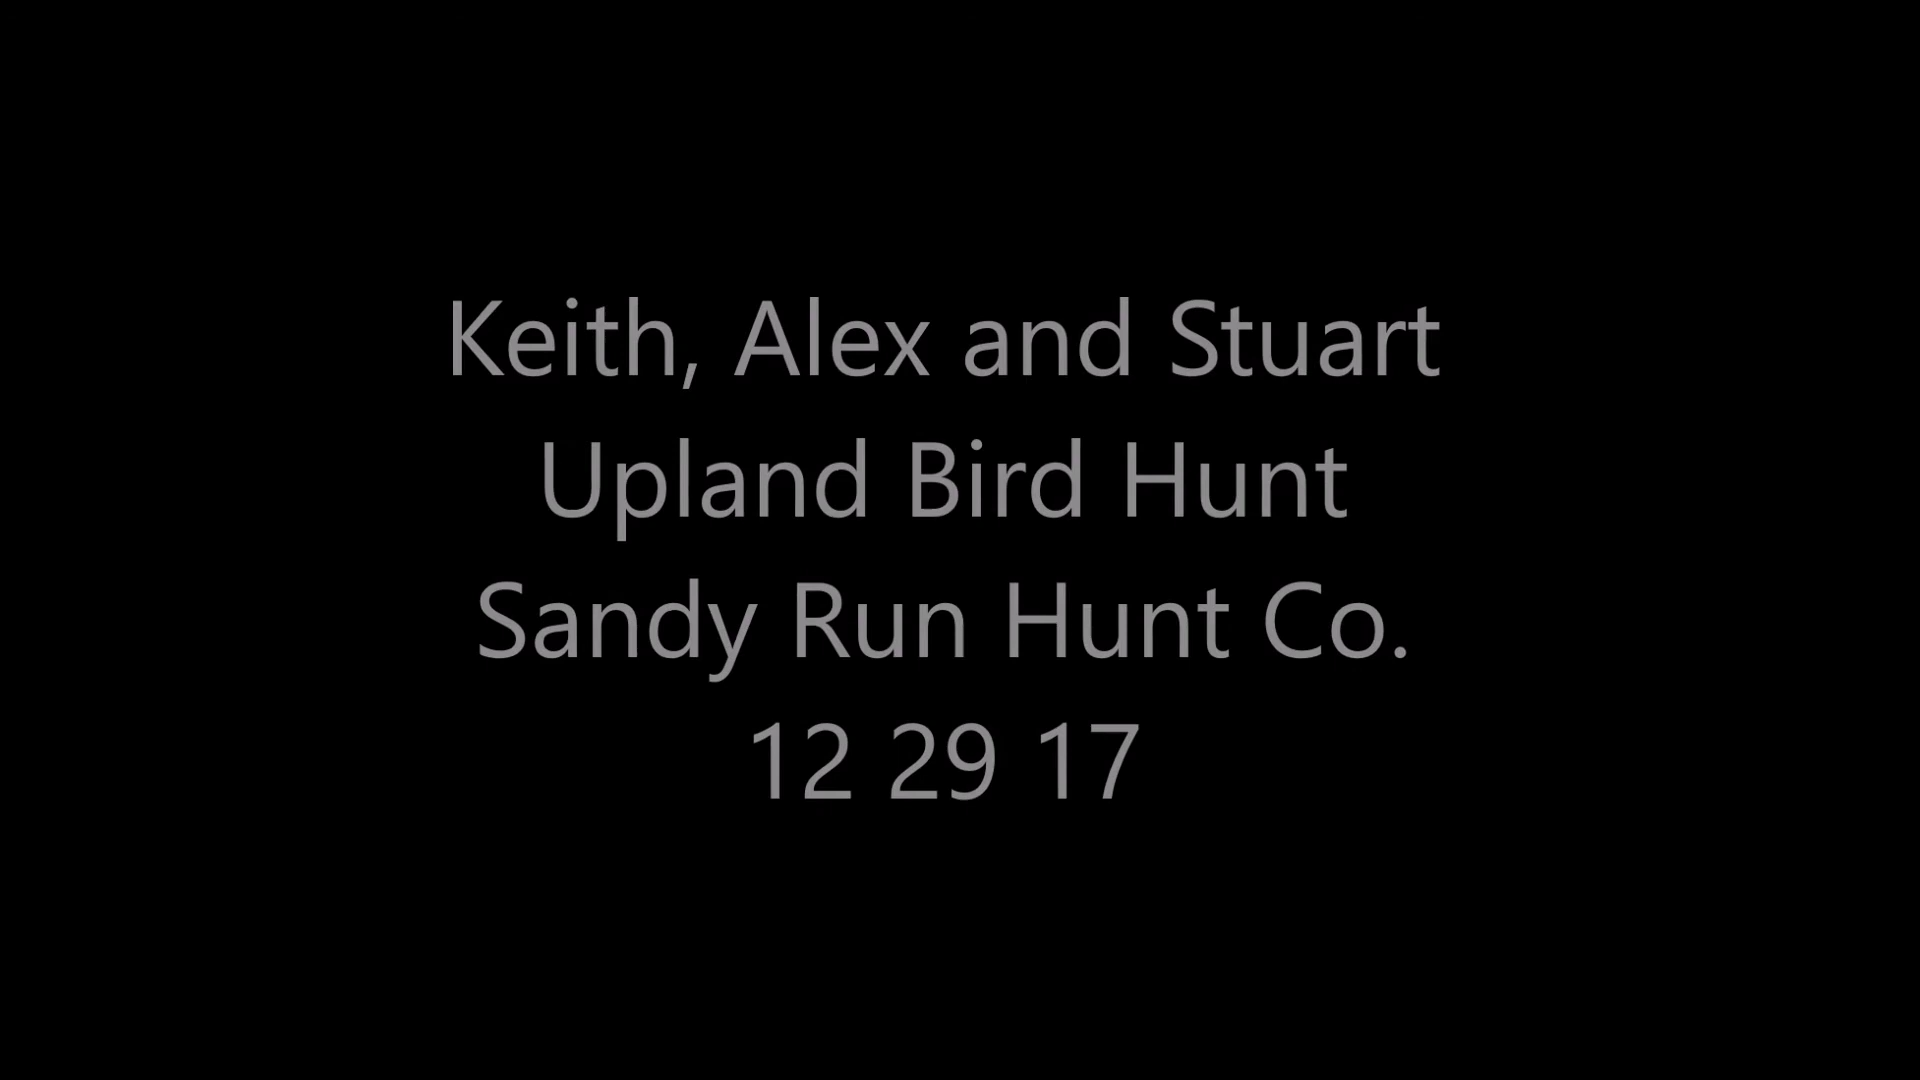 Keith, Alex and Stuart
Upland Bird Hunt
Sandy Run Hunt Co.
12 29 17